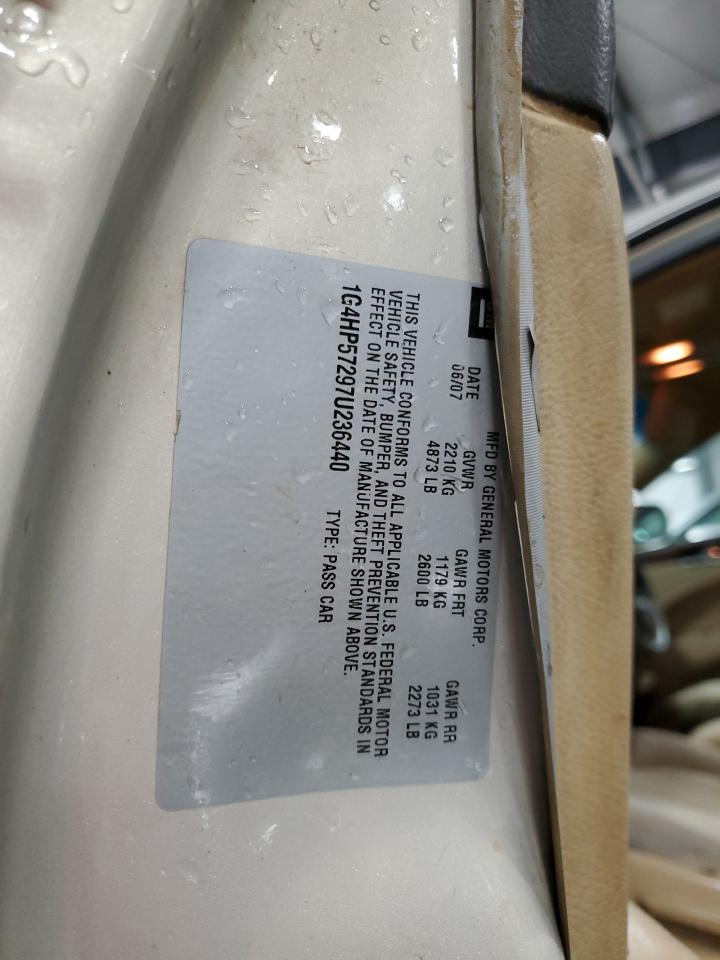 MFD BY GENERAL MOTORS CORP.
DATE GVWR GAWR FRT GAWR RR
06/07 2210 KG 1179 KG 1031 KG
4873 LB 2600 LB 2273 LB
THIS VEHICLE CONFORMS TO ALL APPLICABLE U.S. FEDERAL MOTOR
VEHICLE SAFETY, BUMPER, AND THEFT PREVENTION STANDARDS IN
EFFECT ON THE DATE OF MANUFACTURE SHOWN ABOVE.
1G4HP57297U236440 TYPE: PASS CAR